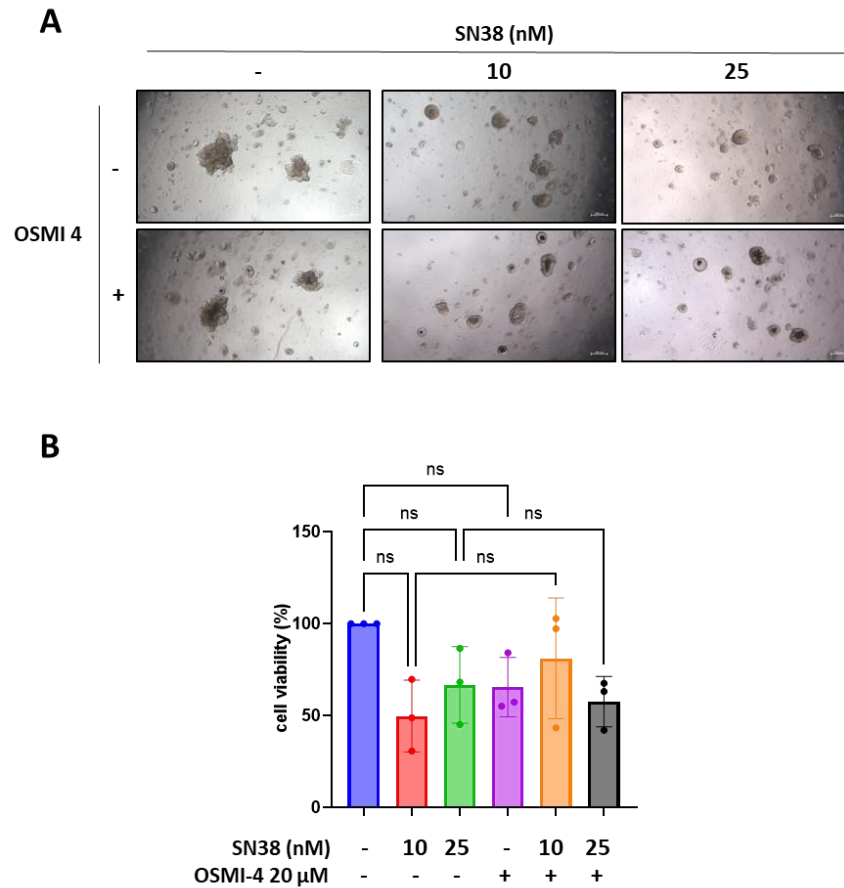 A
SN38 (nM)
- 10 25
-
OSMI 4
+
B
ns
ns ns
ns ns
150
100
50
0
cell viability (%)
SN38 (nM) - 10 25 - 10 25
OSMI-4 20 µM - - - + + +